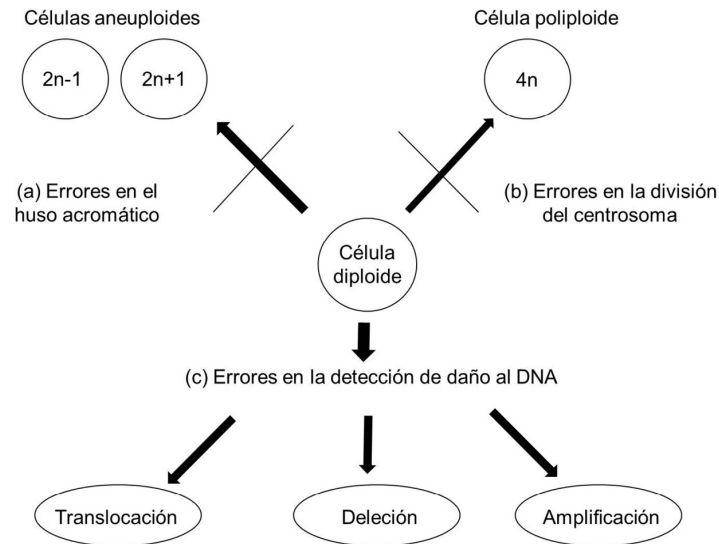 Células aneuploides
Célula poliploide
2n-1
2n+1
4n
(a) Errores en el
huso acromático
(b) Errores en la división
del centrosoma
Célula
diploide
(c) Errores en la detección de daño al DNA
Translocación
Deleción
Amplificación